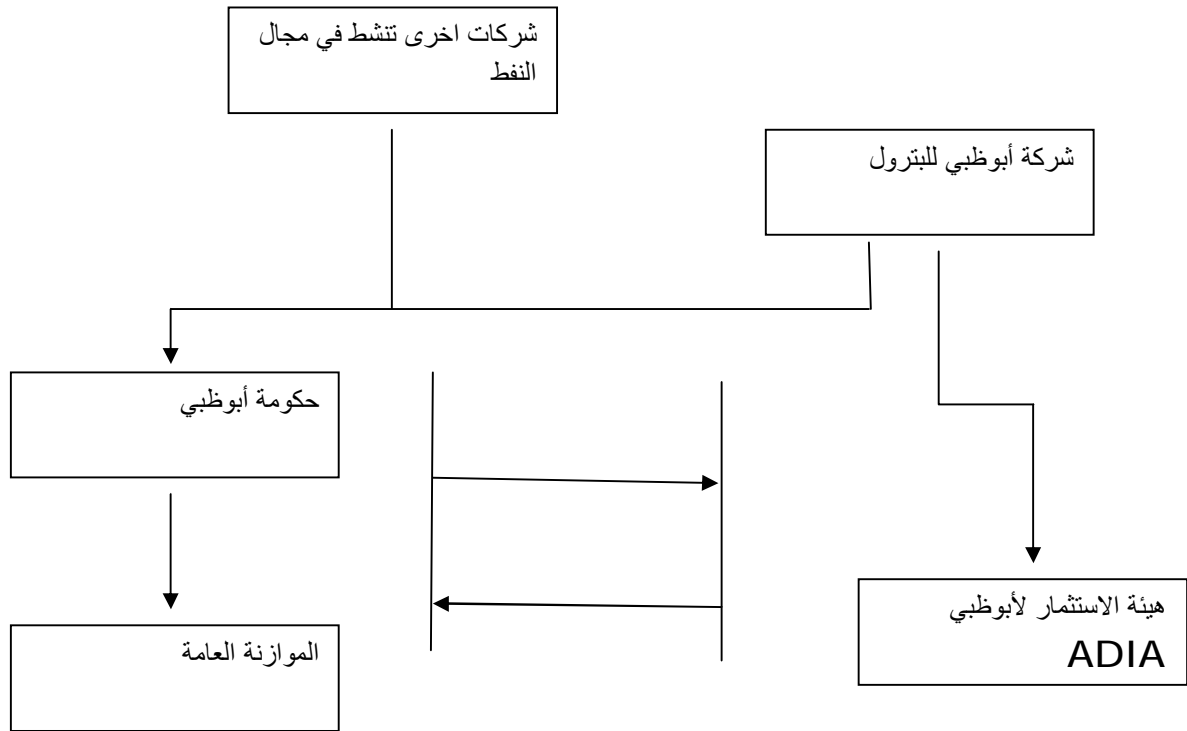 شركات اخرى تنشط في مجال
النفط
شركة أبوظبي للبترول
حكومة أبوظبي
هيئة الاستثمار لأبوظبي
ADIA
الموازنة العامة